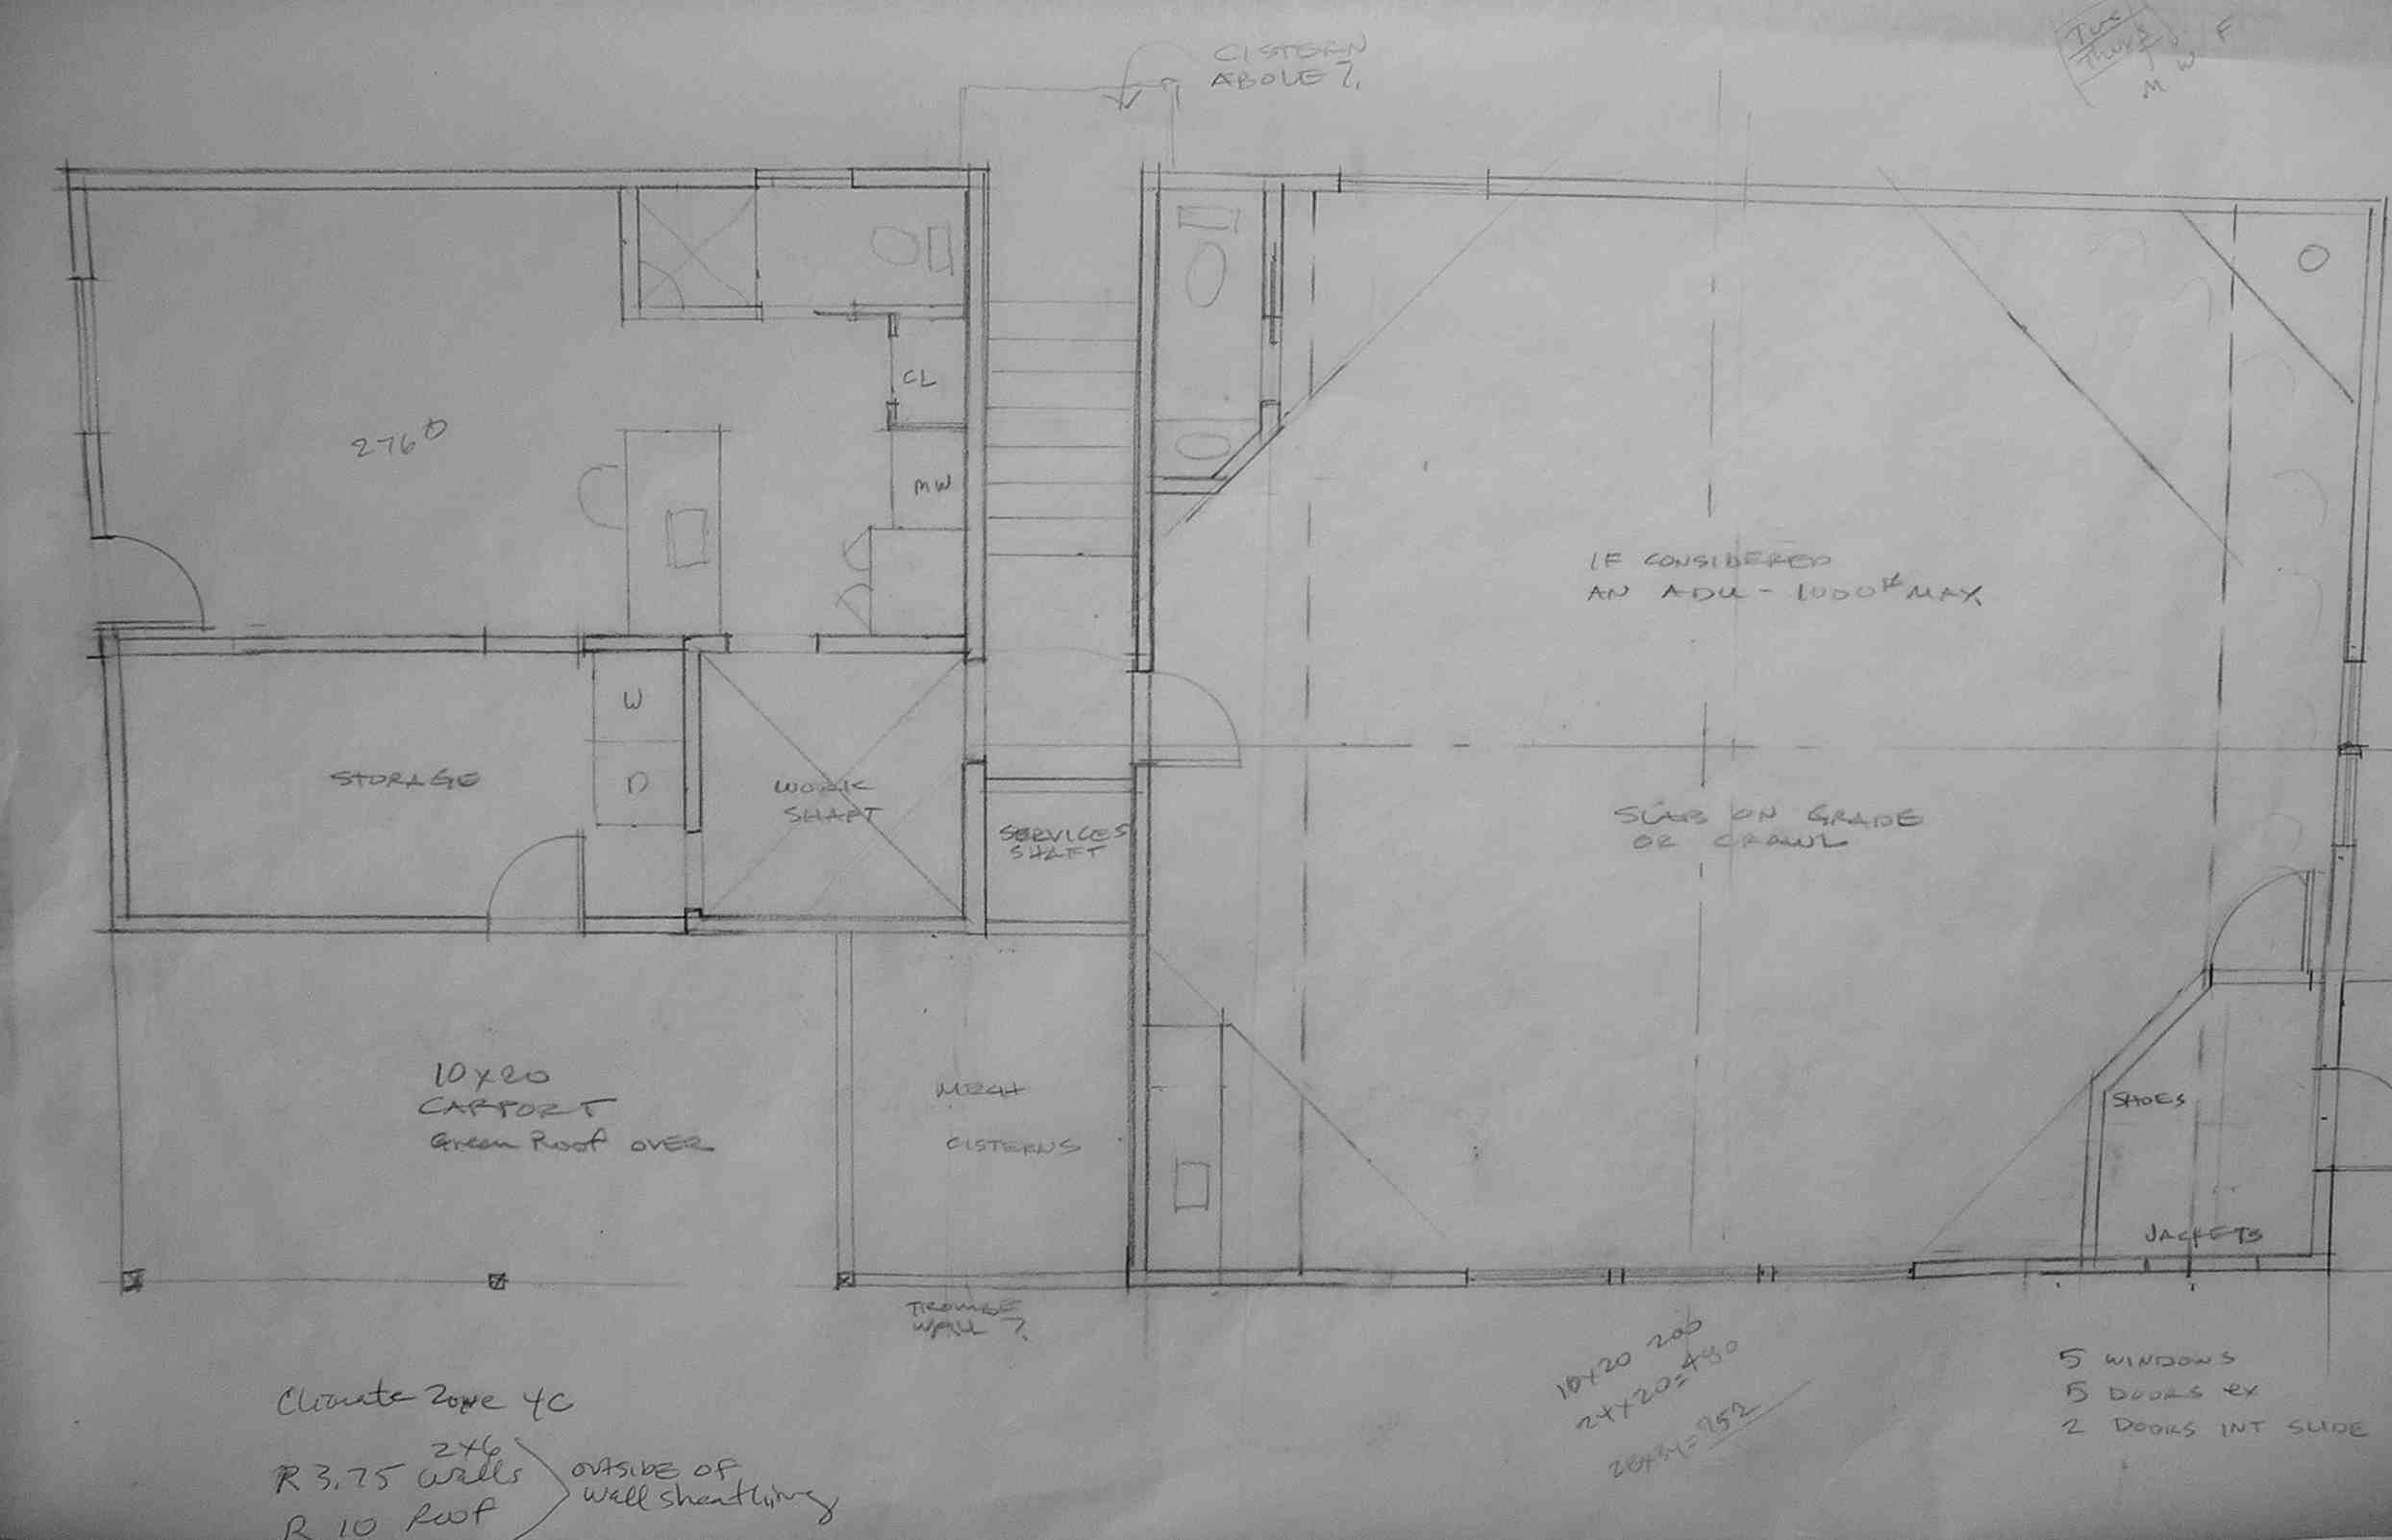 CISTERN
ABOVE ?
Tues
Thurs
M W F
CL
276
MW
IF CONSIDERED
AN ADU - 1000# MAX
W
D
STORAGE
WORK
SHAFT
SERVICES
SHAFT
SLAB ON GRADE
OR CRAWL
10x20
CARPORT
Green Roof OVER
MECH
CISTERNS
SHOES
JACKETS
TROMBE
WALL ?
10x20 200
24x20=480
28x34=952
5 WINDOWS
5 DOORS ex
2 DOORS INT SLIDE
Climate Zone 4C
2x6
R 3.75 walls
R 10 Roof
OUTSIDE OF
wall sheathing